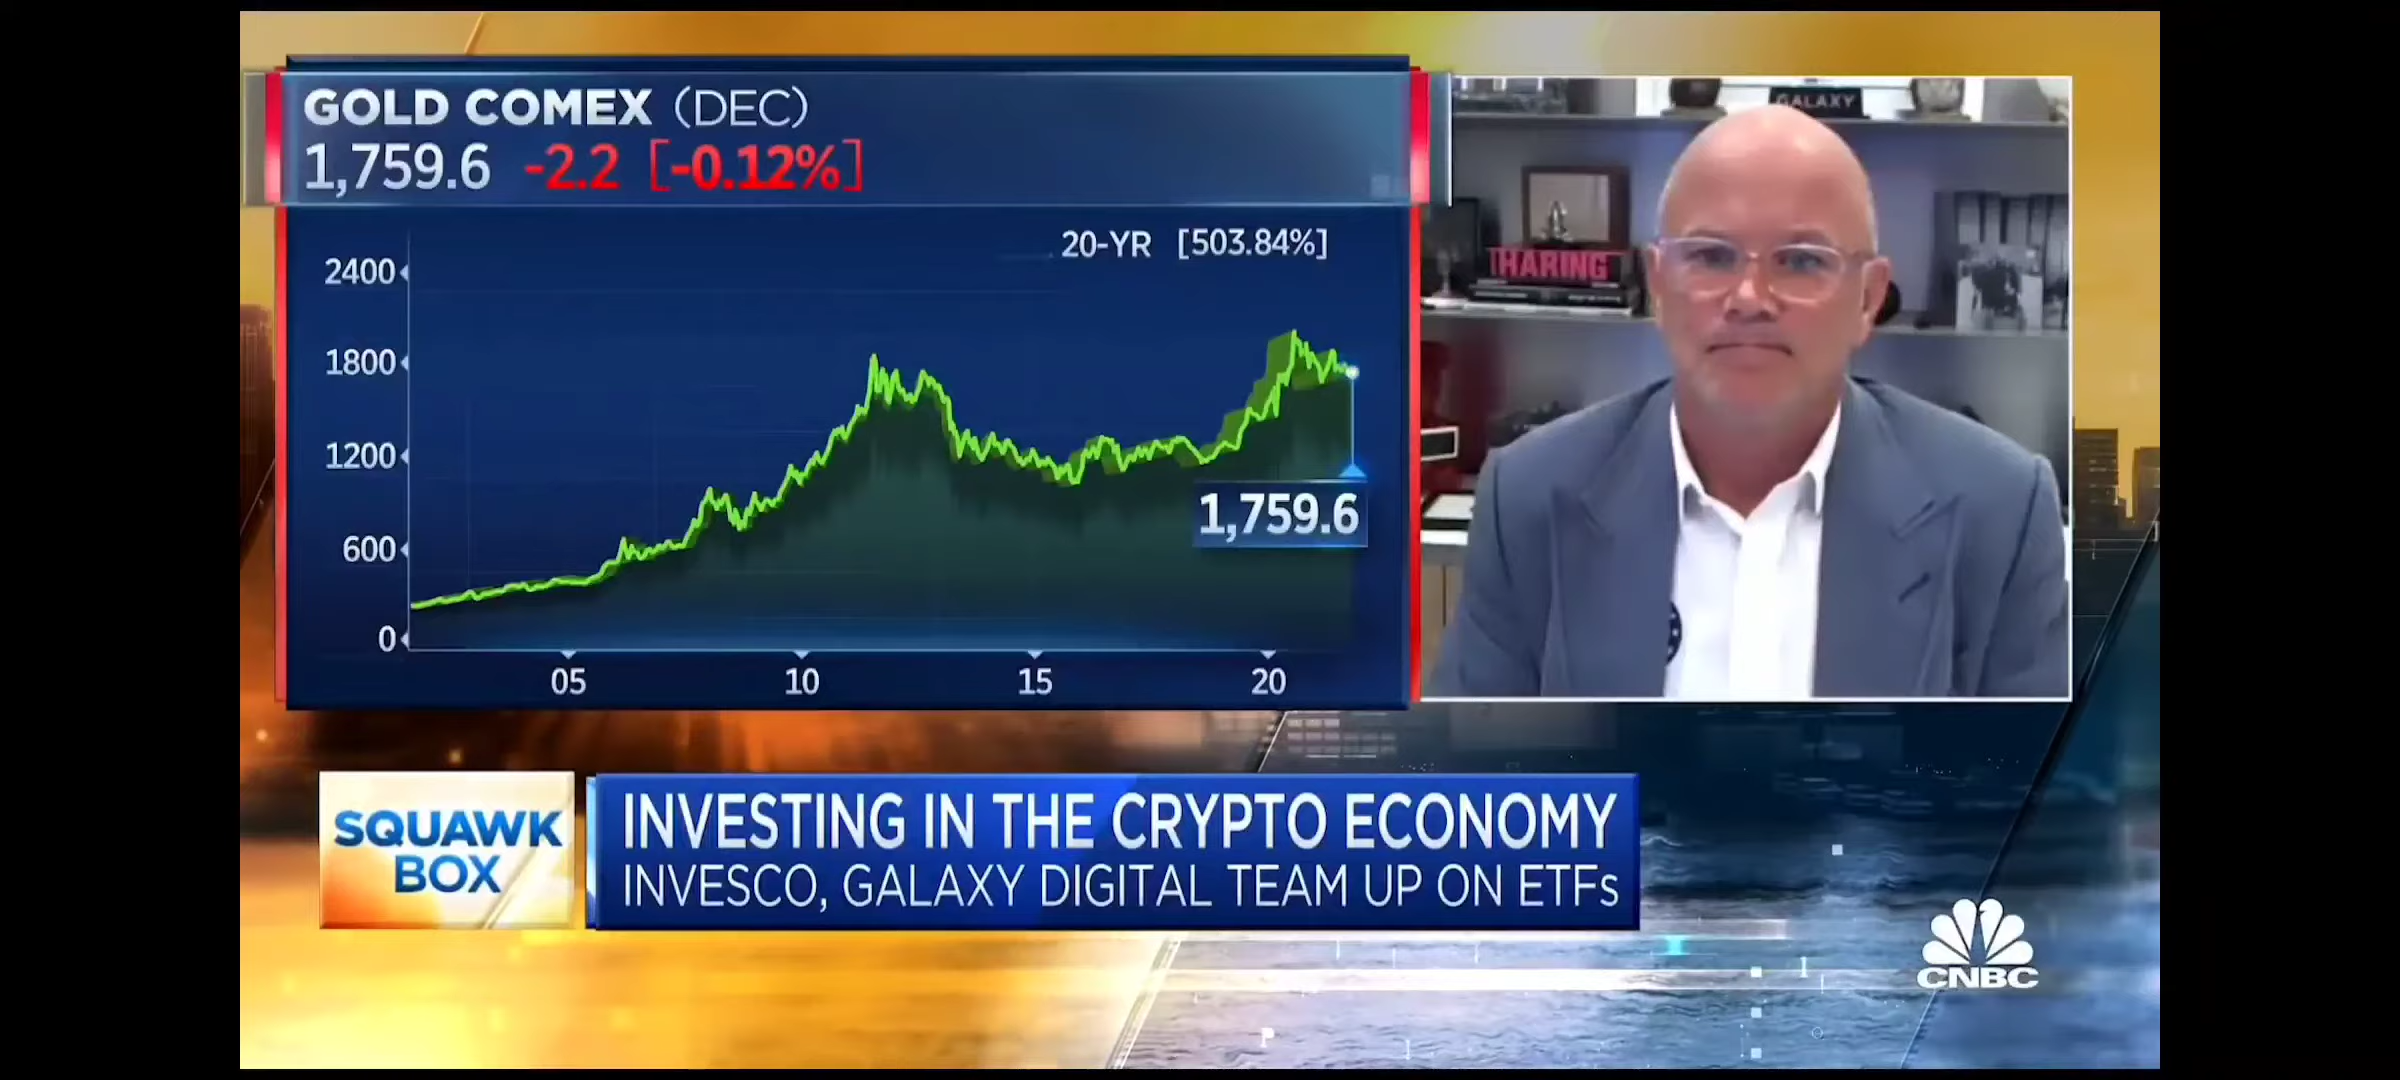 GOLD COMEX (DEC)
1,759.6 -2.2 [-0.12%]
20-YR [503.84%]
2400
1800
1200
600
0
1,759.6
05 10 15 20
GALAXY
HARING
SQUAWK
BOX
INVESTING IN THE CRYPTO ECONOMY
INVESCO, GALAXY DIGITAL TEAM UP ON ETFs
CNBC